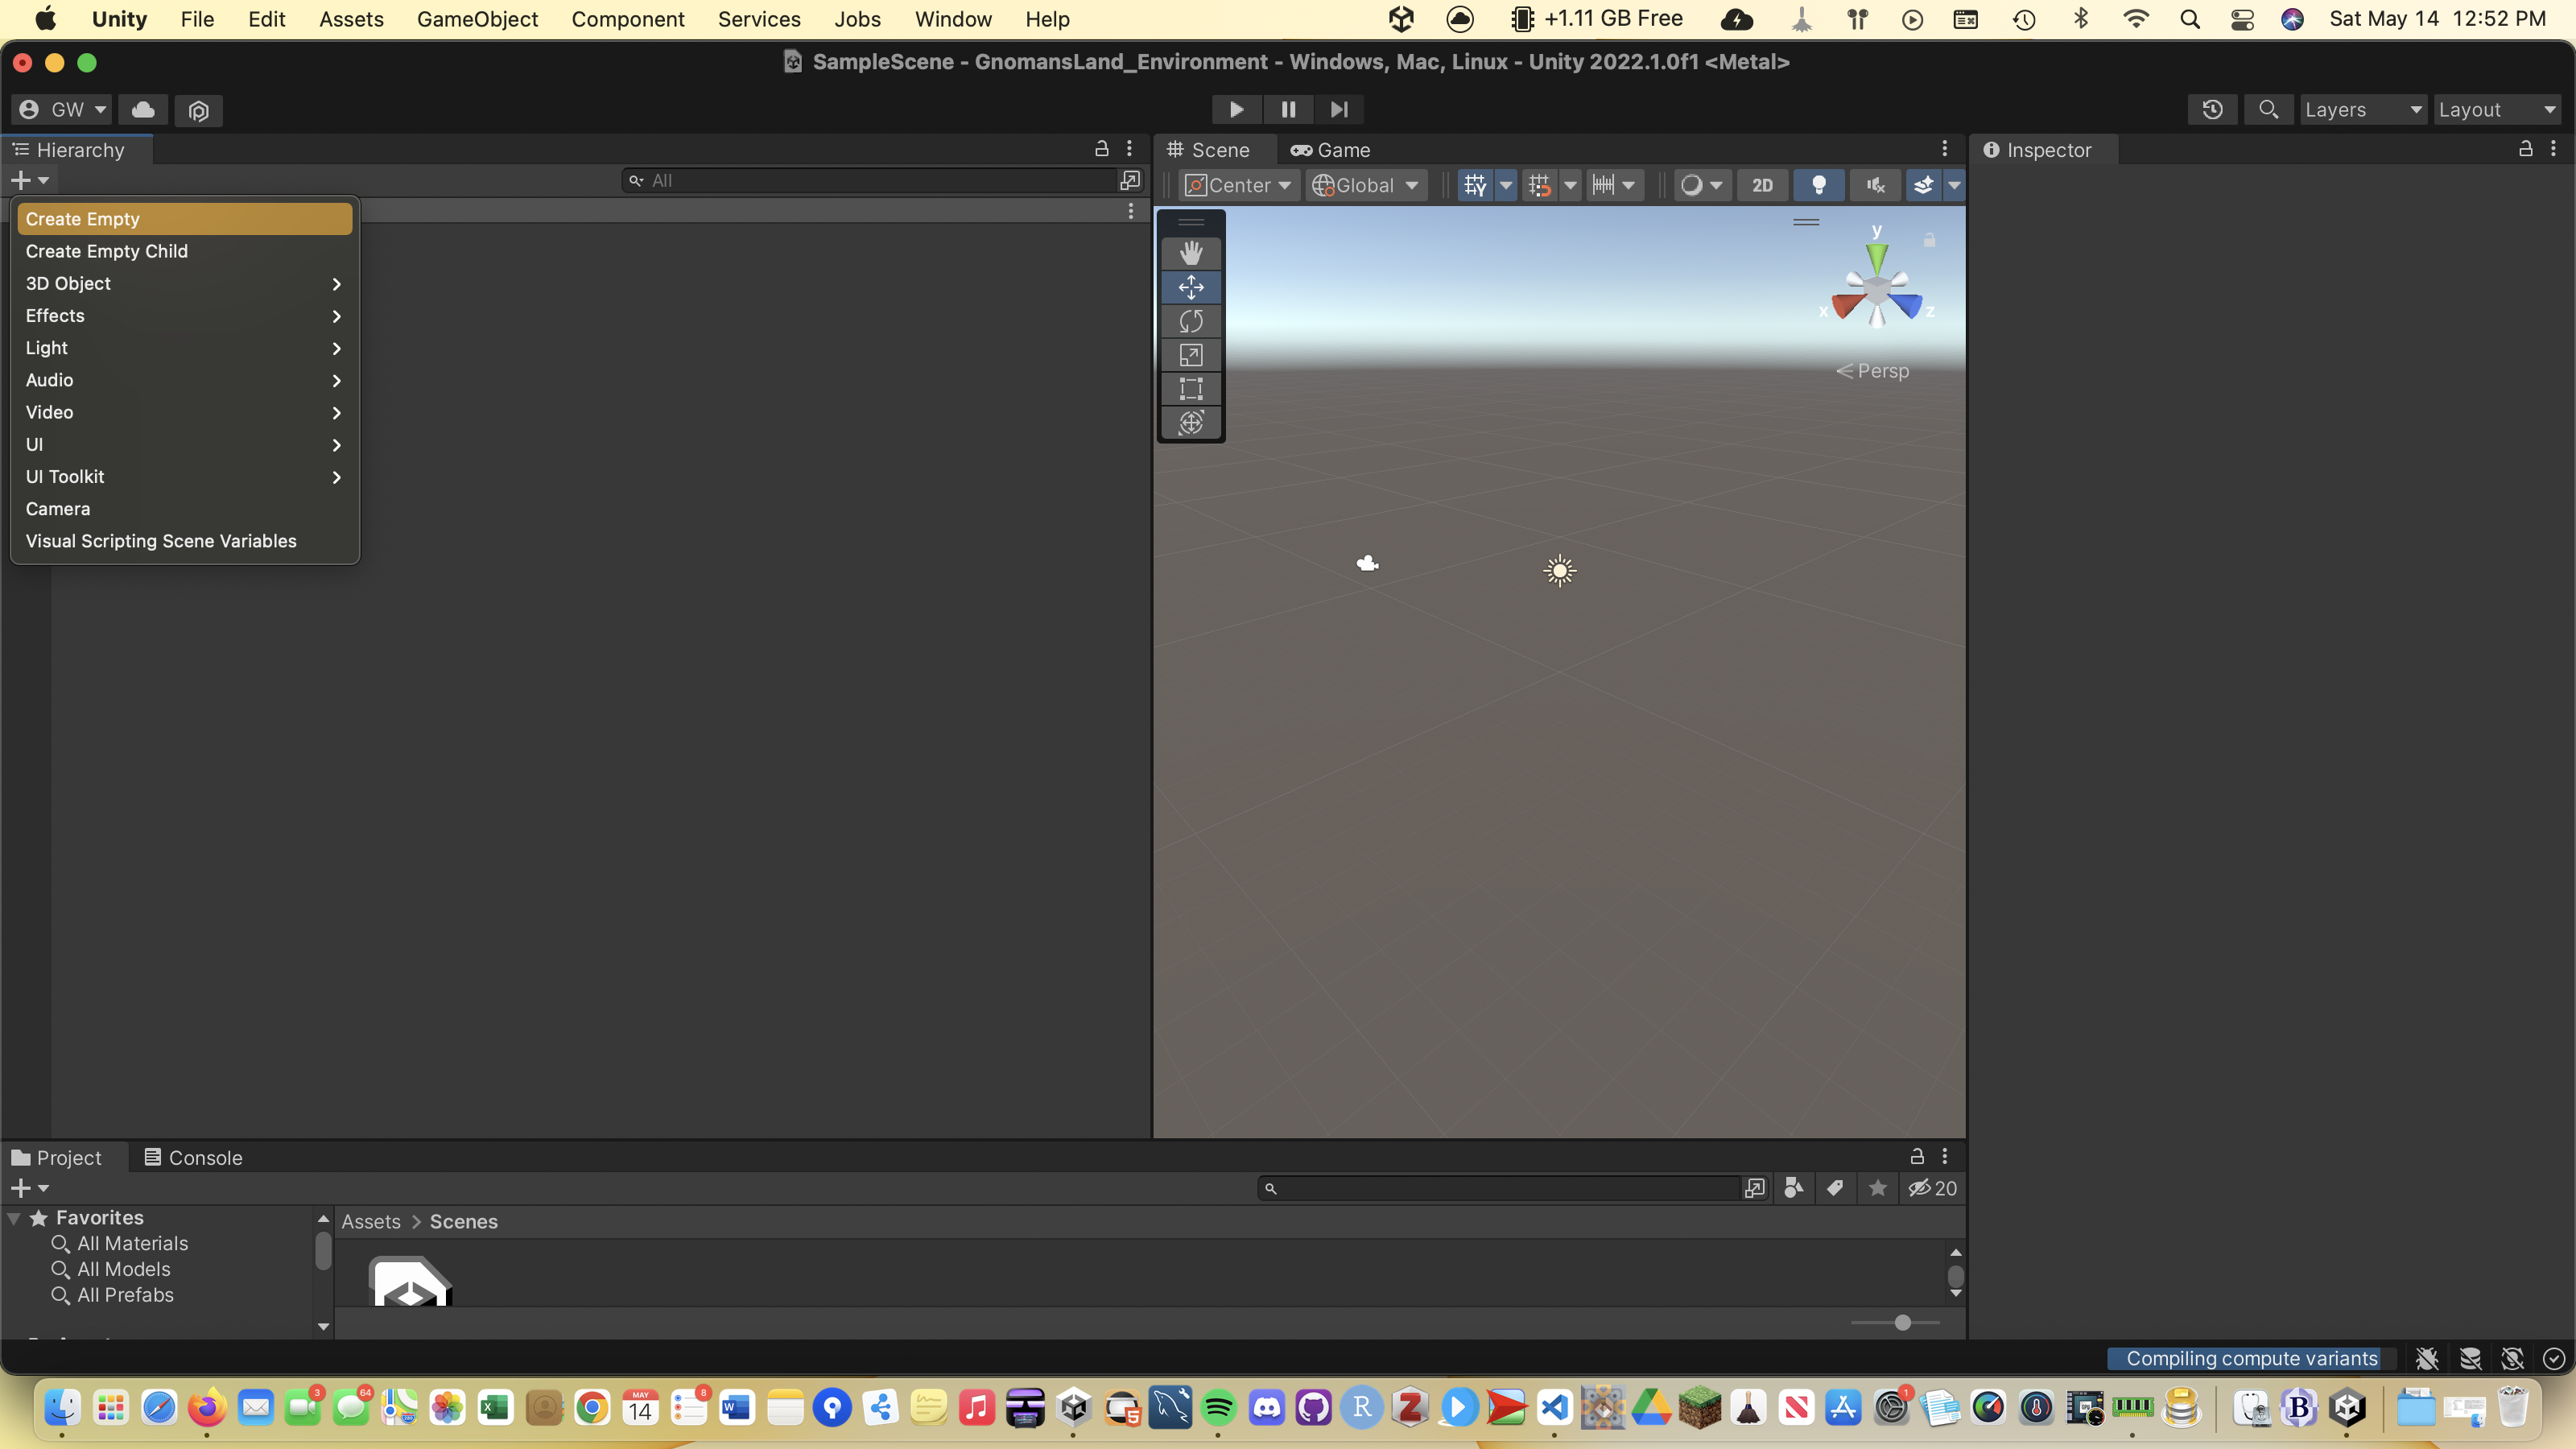 Unity File Edit Assets GameObject Component Services Jobs Window Help +1.11 GB Free Sat May 14 12:52 PM
SampleScene - GnomansLand_Environment - Windows, Mac, Linux - Unity 2022.1.0f1 <Metal>
GW Layers Layout
Hierarchy Scene Game Inspector
All Center Global 2D
Create Empty
Create Empty Child
3D Object
Effects
Light
Audio
Video
UI
UI Toolkit
Camera
Visual Scripting Scene Variables
y
x z
Persp
Project Console
20
Favorites
Assets > Scenes
All Materials
All Models
All Prefabs
Compiling compute variants
3 64 MAY 14 8 W R Z 5 N 1 B